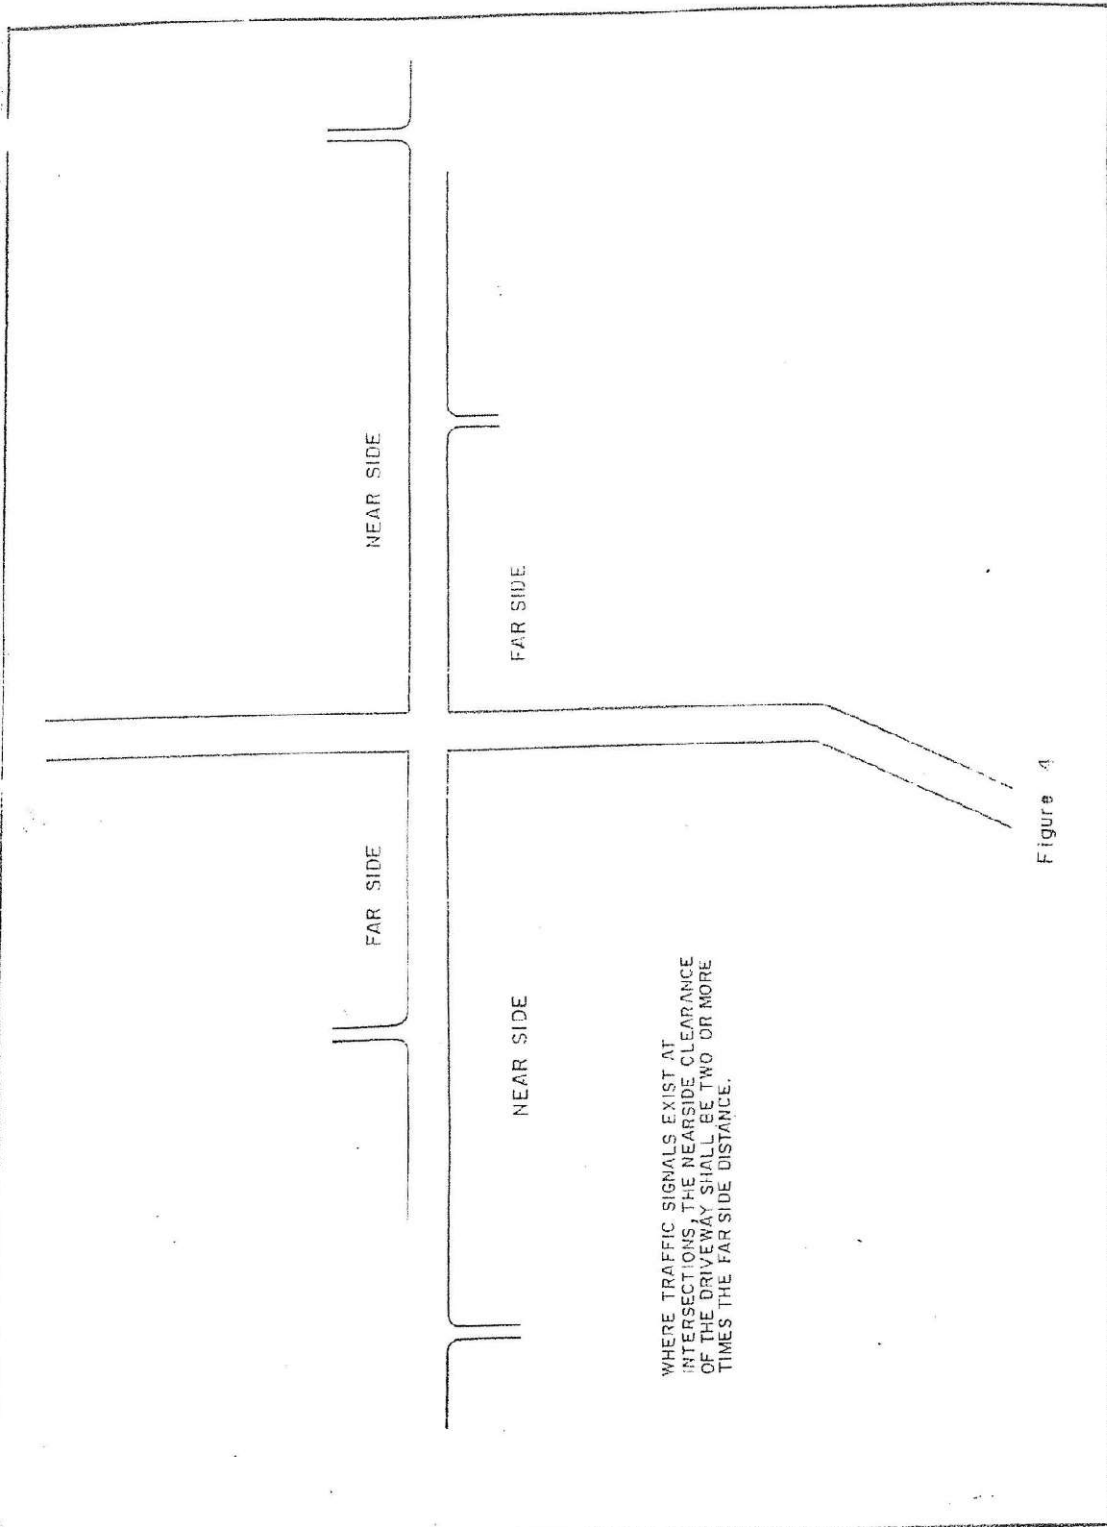 FAR SIDE
NEAR SIDE
NEAR SIDE
FAR SIDE
WHERE TRAFFIC SIGNALS EXIST AT
INTERSECTIONS, THE NEARSIDE CLEARANCE
OF THE DRIVEWAY SHALL BE TWO OR MORE
TIMES THE FAR SIDE DISTANCE.
Figure 4